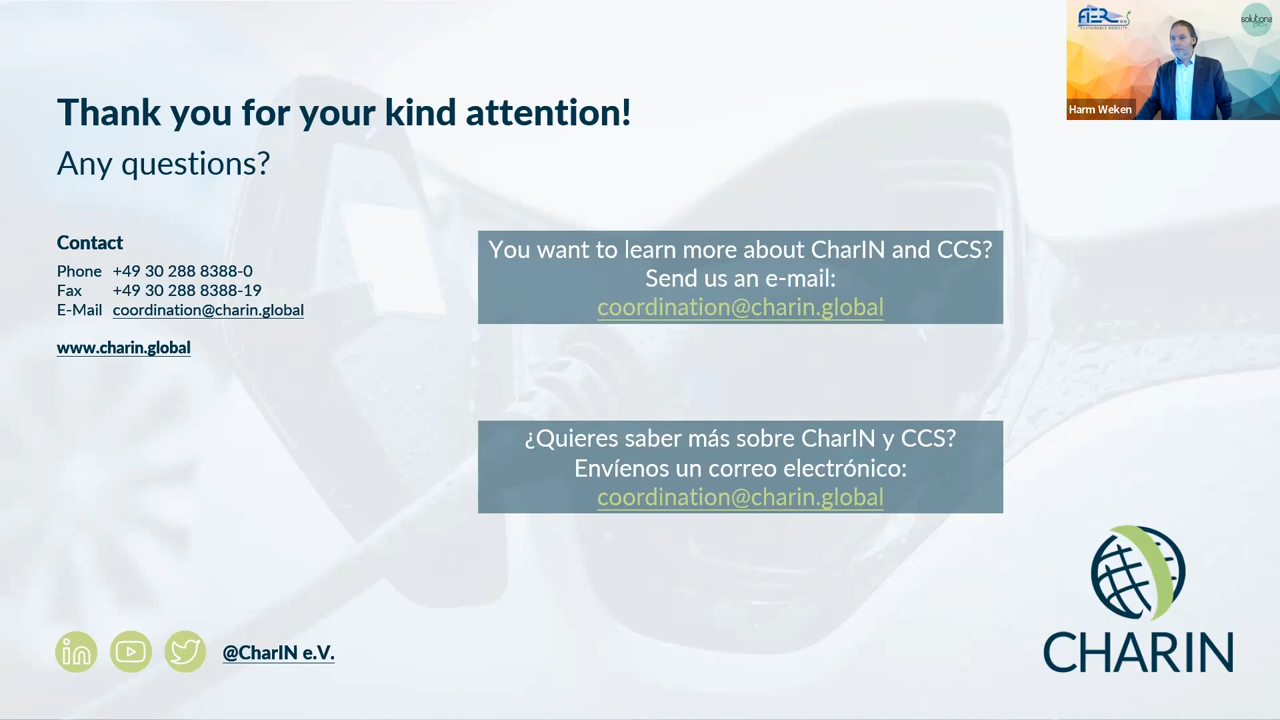 Thank you for your kind attention!
Any questions?
Contact
Phone +49 30 288 8388-0
Fax +49 30 288 8388-19
E-Mail coordination@charin.global
www.charin.global
You want to learn more about CharIN and CCS?
Send us an e-mail:
coordination@charin.global
¿Quieres saber más sobre CharIN y CCS?
Envíenos un correo electrónico:
coordination@charin.global
@CharIN e.V.
CHARIN
FIER
SUSTAINABLE MOBILITY
Harm Weken